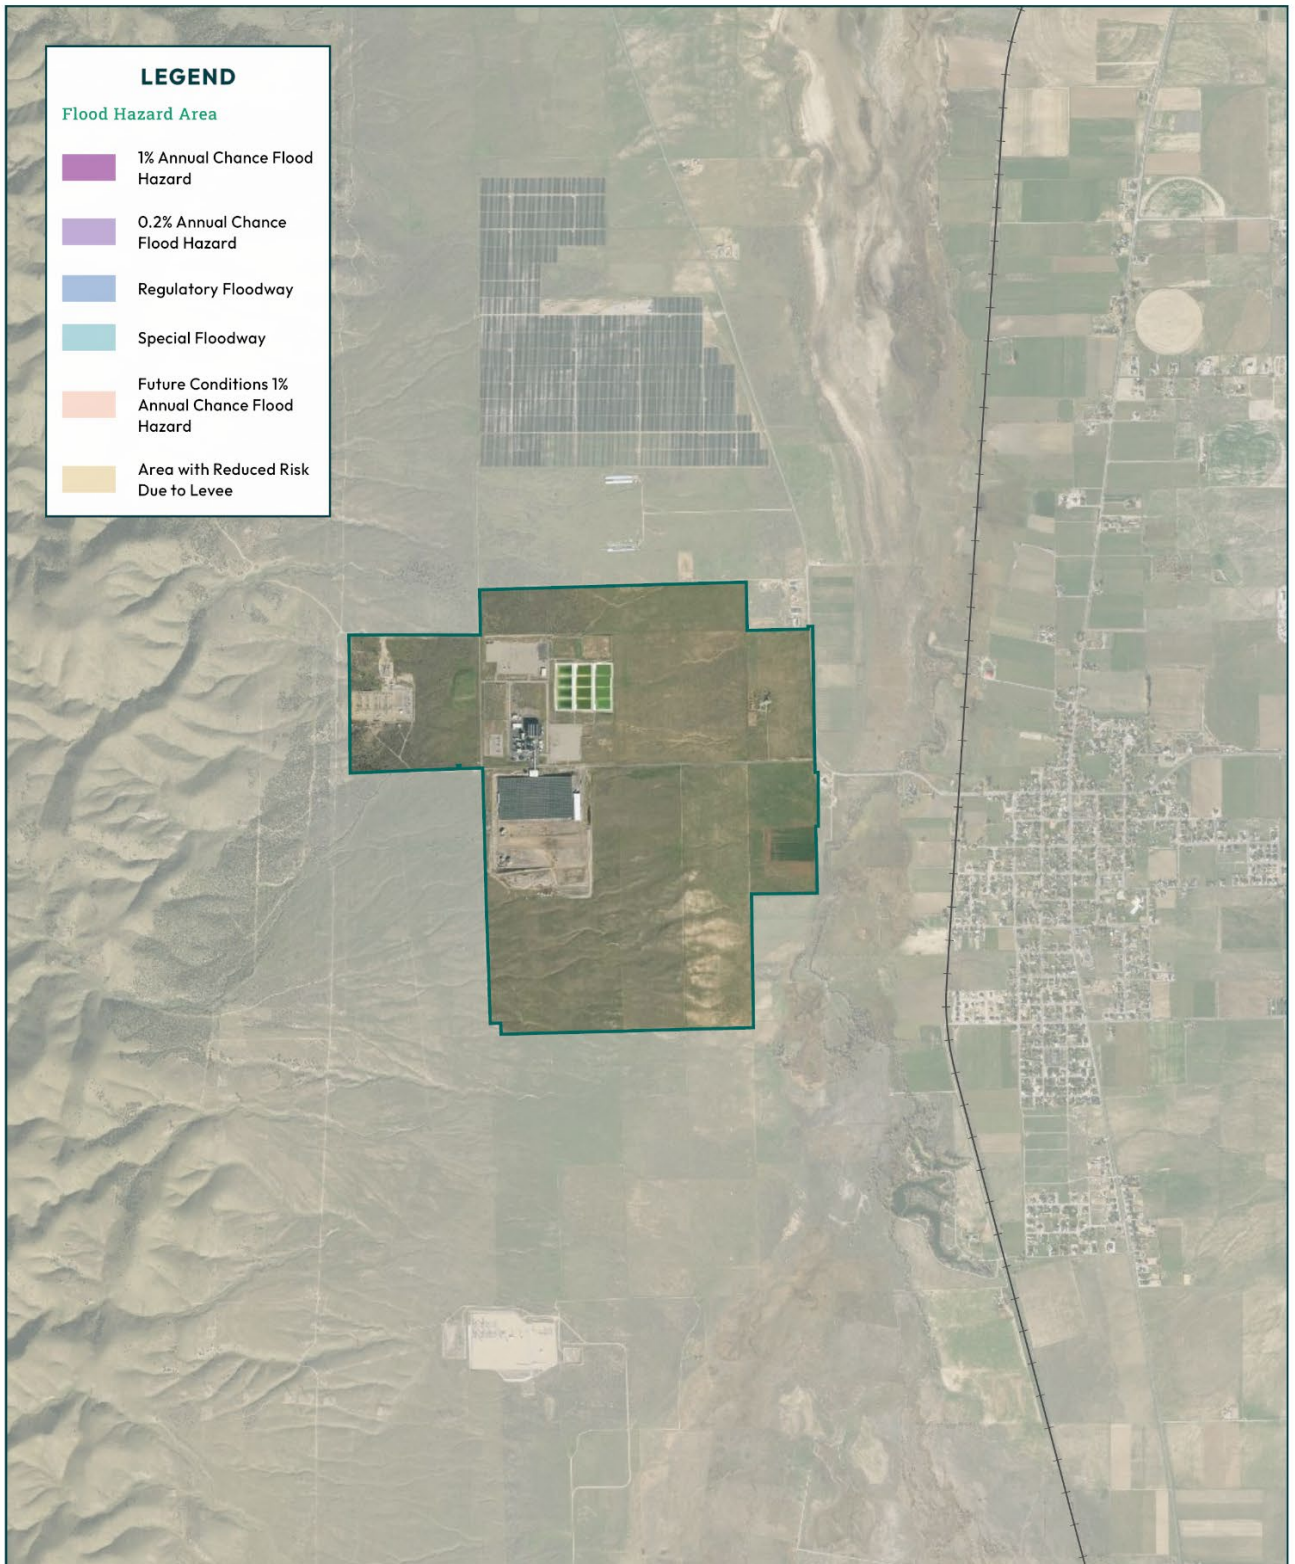 LEGEND
Flood Hazard Area
1% Annual Chance Flood
Hazard
0.2% Annual Chance
Flood Hazard
Regulatory Floodway
Special Floodway
Future Conditions 1%
Annual Chance Flood
Hazard
Area with Reduced Risk
Due to Levee